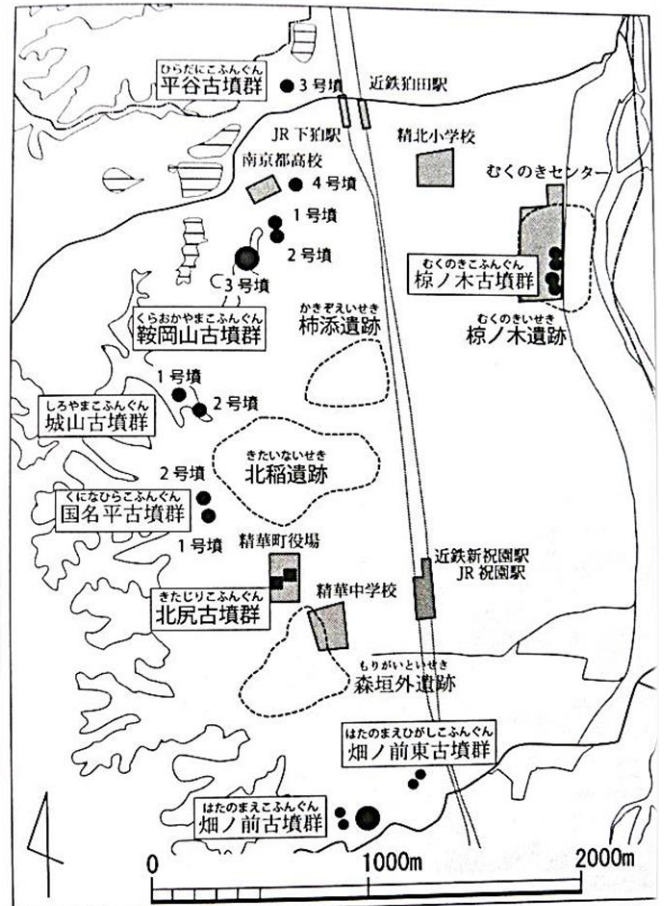 ひらだにこふんぐん
平谷古墳群
3号墳
近鉄狛田駅
JR下狛駅
精北小学校
南京都高校
4号墳
むくのきセンター
1号墳
2号墳
3号墳
むくのきこふんぐん
椋ノ木古墳群
むくのきいせき
椋ノ木遺跡
くらおかやまこふんぐん
鞍岡山古墳群
かきぞえいせき
柿添遺跡
1号墳
2号墳
しろやまこふんぐん
城山古墳群
きたいないせき
北稲遺跡
2号墳
くになひらこふんぐん
国名平古墳群
1号墳
精華町役場
近鉄新祝園駅
JR祝園駅
きたじりこふんぐん
北尻古墳群
精華中学校
もりがいといせき
森垣外遺跡
はたのまえひがしこふんぐん
畑ノ前東古墳群
はたのまえこふんぐん
畑ノ前古墳群
0
1000m
2000m